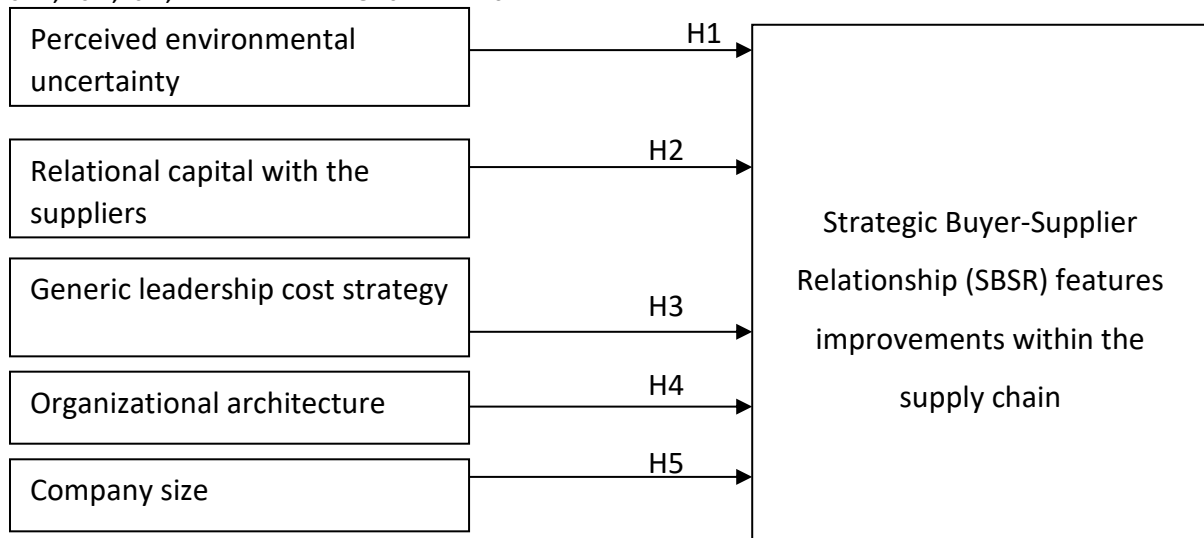 Perceived environmental
uncertainty
H1
Relational capital with the
suppliers
H2
Generic leadership cost strategy
H3
Organizational architecture
H4
Company size
H5
Strategic Buyer-Supplier
Relationship (SBSR) features
improvements within the
supply chain